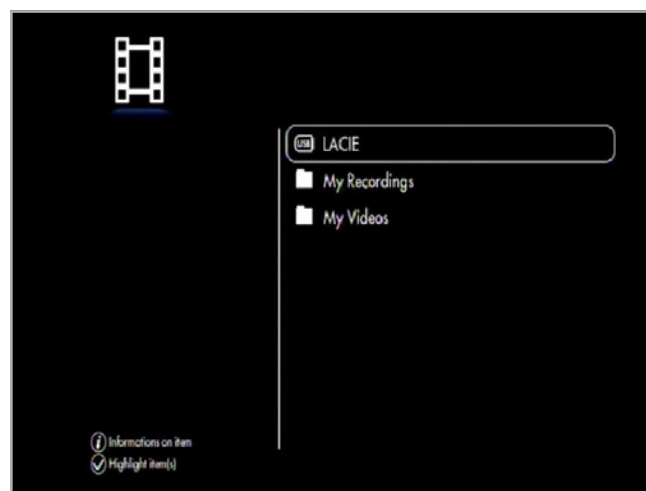 USB LACIE
My Recordings
My Videos
i Informations on item
Highlight item(s)